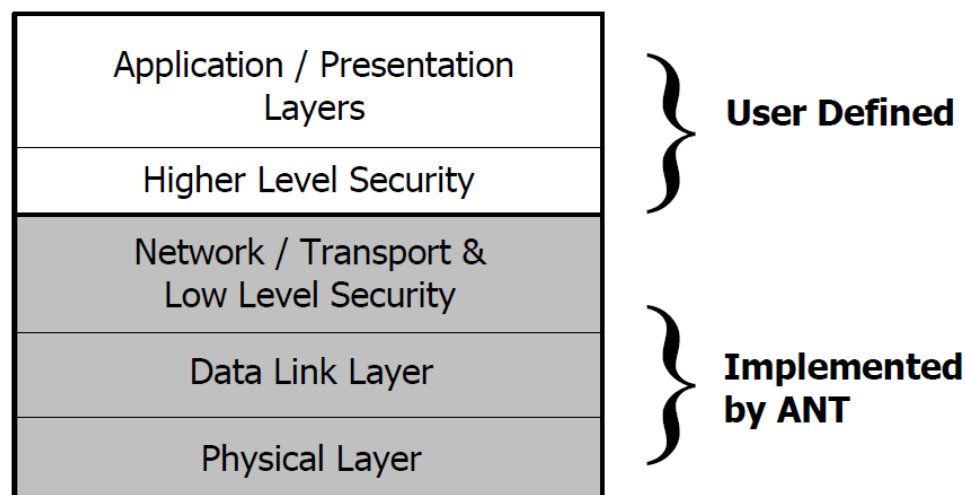 Application / Presentation
Layers
User Defined
Higher Level Security
Network / Transport &
Low Level Security
Data Link Layer
Implemented
by ANT
Physical Layer